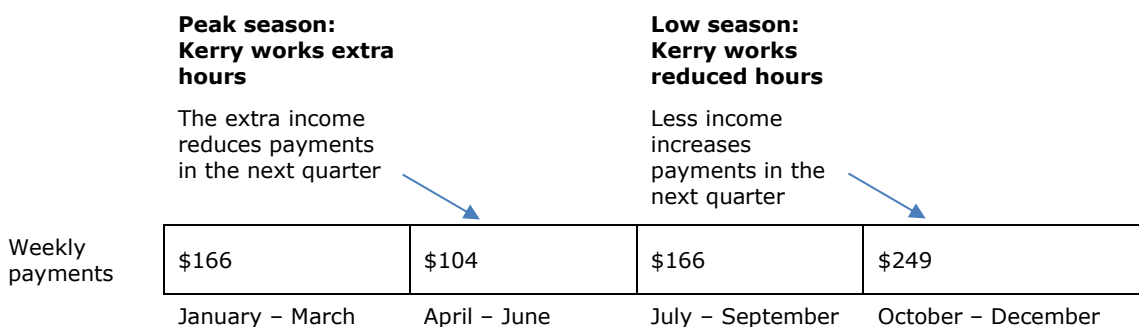 Peak season:
Kerry works extra
hours
The extra income
reduces payments
in the next quarter
Low season:
Kerry works
reduced hours
Less income
increases
payments in the
next quarter
Weekly
payments
$166
$104
$166
$249
January – March
April – June
July – September
October – December